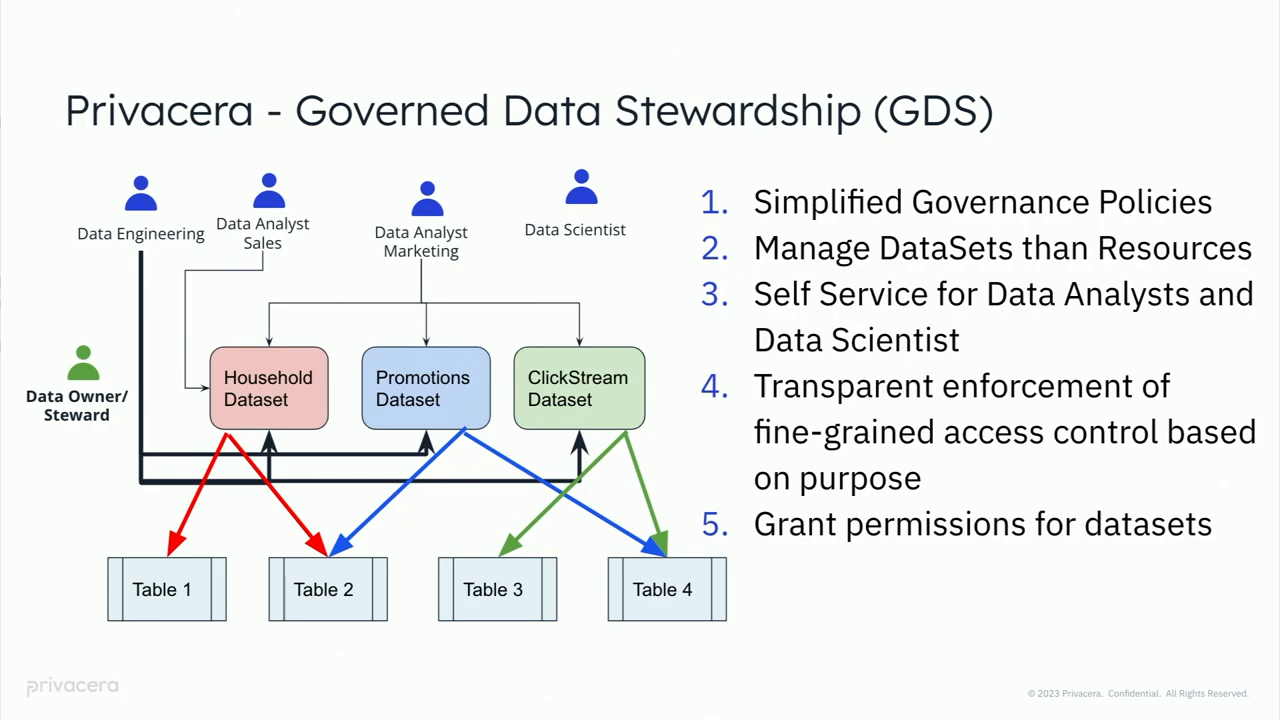 Privacera - Governed Data Stewardship (GDS)
Data Engineering
Data Analyst
Sales
Data Analyst
Marketing
Data Scientist
Data Owner/
Steward
Household
Dataset
Promotions
Dataset
ClickStream
Dataset
Table 1
Table 2
Table 3
Table 4
1. Simplified Governance Policies
2. Manage DataSets than Resources
3. Self Service for Data Analysts and
Data Scientist
4. Transparent enforcement of
fine-grained access control based
on purpose
5. Grant permissions for datasets
privacera
© 2023 Privacera. Confidential. All Rights Reserved.